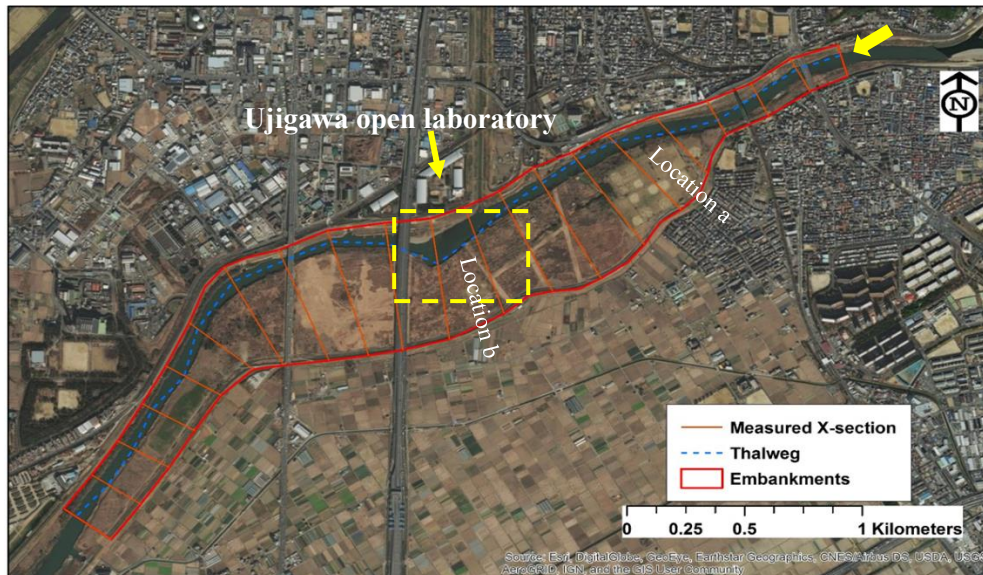 Ujigawa open laboratory
Location a
Location b
N
Measured X-section
Thalweg
Embankments
0 0.25 0.5 1 Kilometers
Source: Esri, DigitalGlobe, GeoEye, Earthstar Geographics, CNES/Airbus DS, USDA, USGS
AeroGRID, IGN, and the GIS User Community